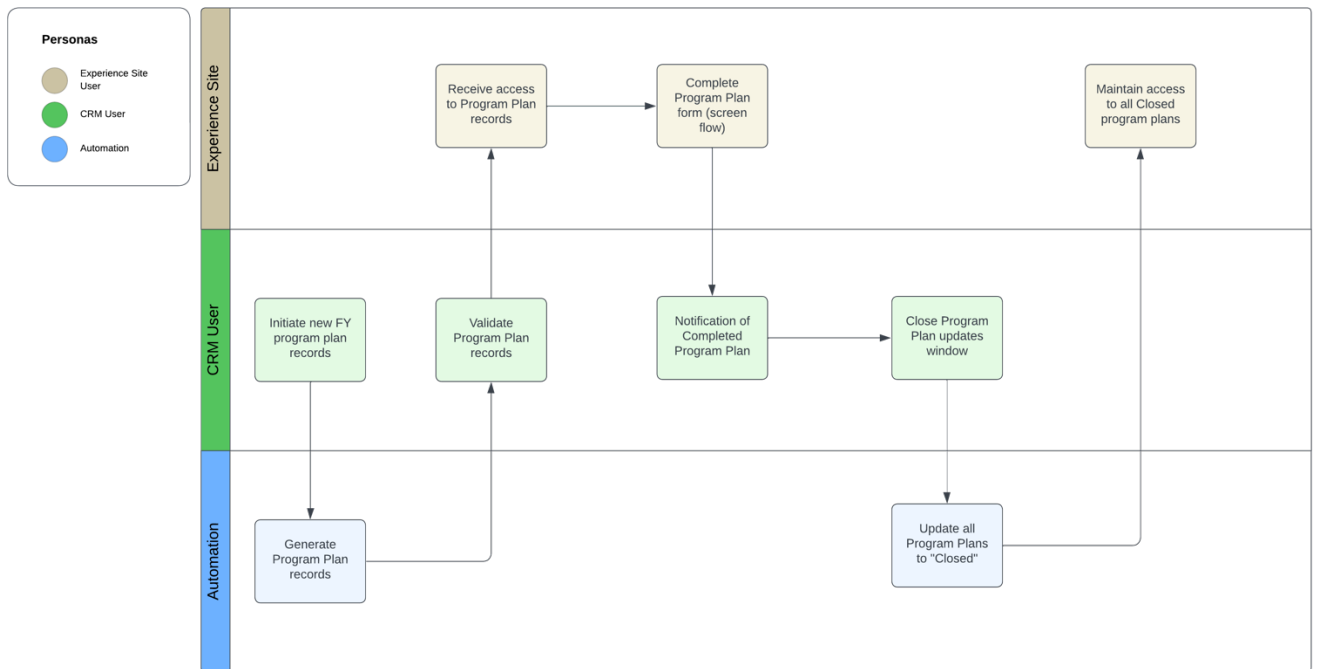 Personas
Experience Site
User
CRM User
Automation
Experience Site
Receive access
to Program Plan
records
Complete
Program Plan
form (screen
flow)
Maintain access
to all Closed
program plans
CRM User
Initiate new FY
program plan
records
Validate
Program Plan
records
Notification of
Completed
Program Plan
Close Program
Plan updates
window
Automation
Generate
Program Plan
records
Update all
Program Plans
to "Closed"